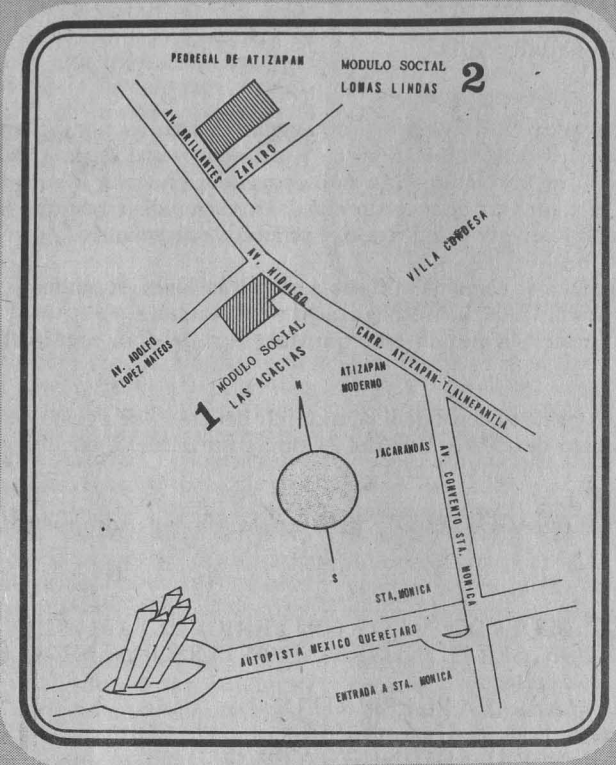 PEDREGAL DE ATIZAPAN
MODULO SOCIAL 2
LOMAS LINDAS
AV. BRILLANTES
ZAFIRO
VILLA CONDESA
AV. HIDALGO
CARR. ATIZAPAN-TLALNEPANTLA
AV. ADOLFO
LOPEZ MATEOS
1 MODULO SOCIAL
LAS ACACIAS
ATIZAPAN
MODERNO
N
JACARANDAS
AV. CONVENTO STA. MONICA
S
STA. MONICA
AUTOPISTA MEXICO QUERETARO
ENTRADA A STA. MONICA